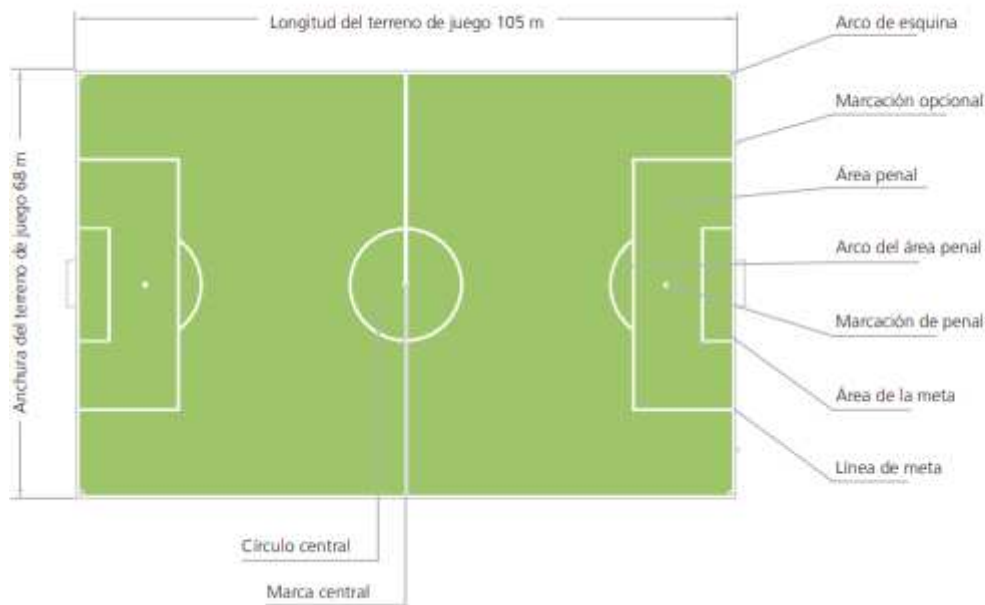 Longitud del terreno de juego 105 m
Arco de esquina
Marcación opcional
Área penal
Arco del área penal
Marcación de penal
Área de la meta
Línea de meta
Anchura del terreno de juego 68 m
Círculo central
Marca central